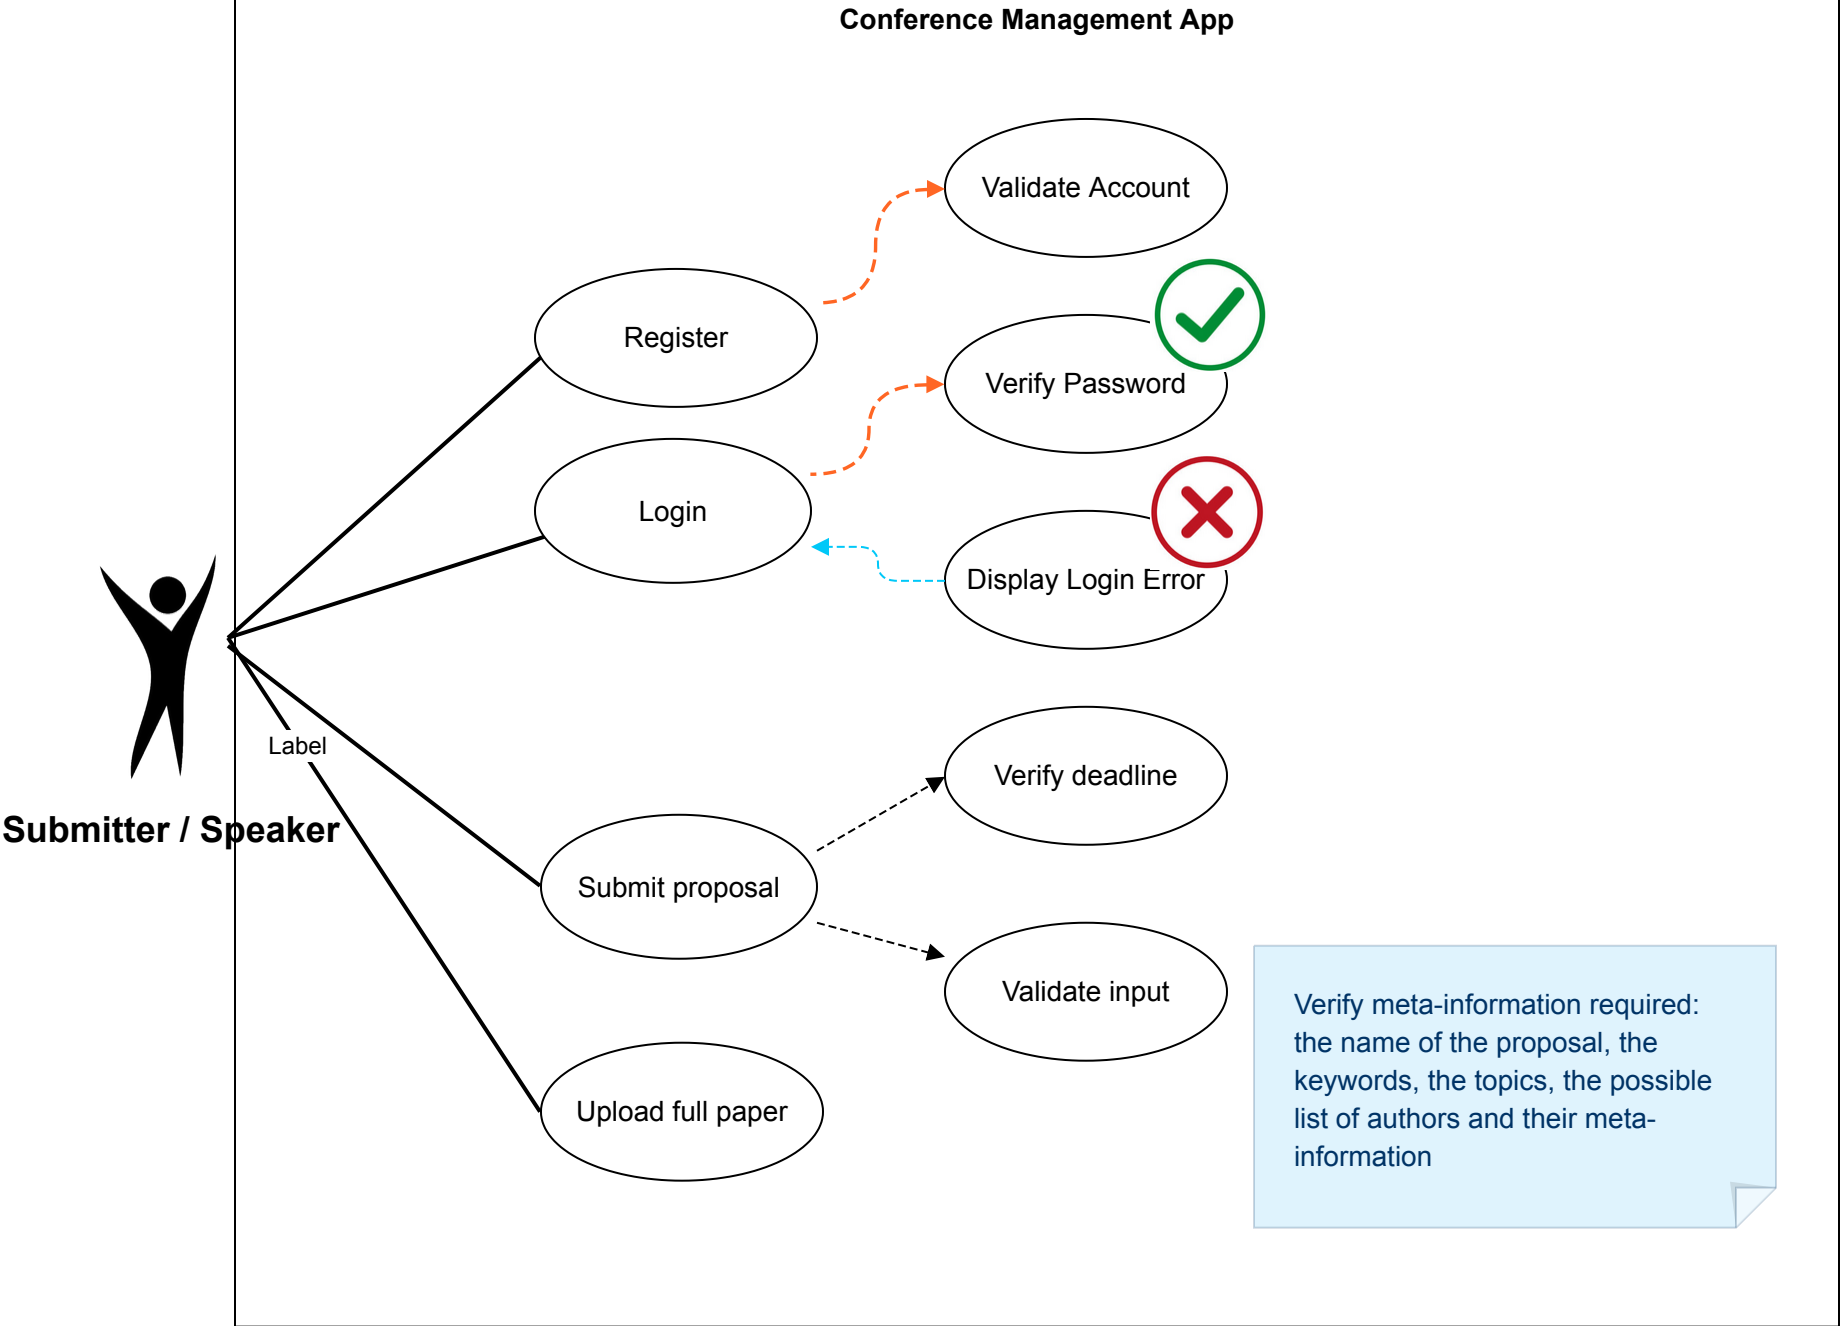 Conference Management App
Validate Account
Register
Verify Password
Login
Display Login Error
Label
Verify deadline
Submitter / Speaker
Submit proposal
Validate input
Verify meta-information required:
the name of the proposal, the
keywords, the topics, the possible
list of authors and their meta-
information
Upload full paper